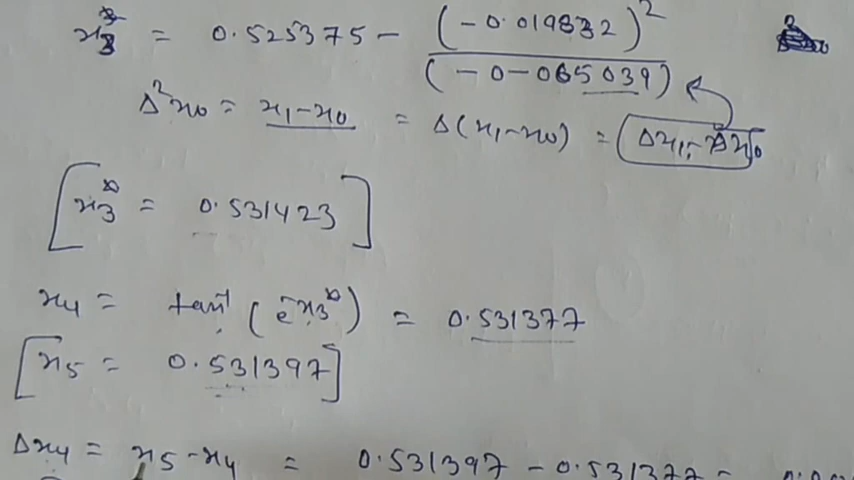 x₃* = 0.525375 - (-0.019832)² / (-0-065039)
Δ²x₀ = x₁-x₀ = Δ(x₁-x₀) = Δx₁-Δx₀
[x₃* = 0.531423]
x₄ = tan⁻¹(e⁻ˣ³*) = 0.531377
[x₅ = 0.531397]
Δx₄ = x₅-x₄ = 0.531397 - 0.531377 =